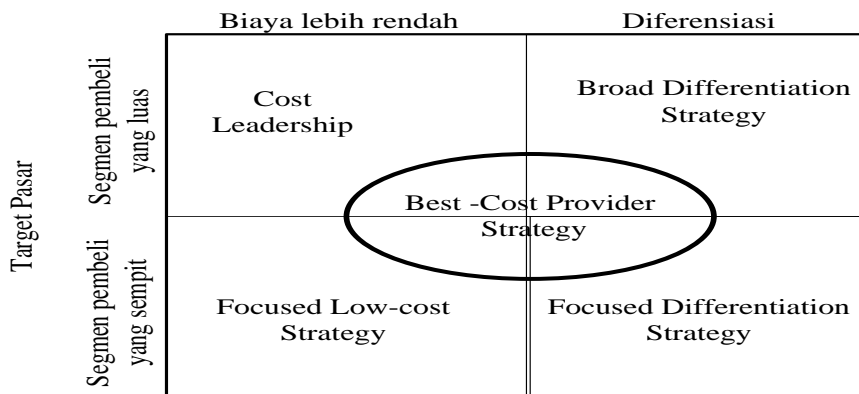 Biaya lebih rendah
Diferensiasi
Target Pasar
Segmen pembeli
yang luas
Cost
Leadership
Broad Differentiation
Strategy
Best -Cost Provider
Strategy
Segmen pembeli
yang sempit
Focused Low-cost
Strategy
Focused Differentiation
Strategy